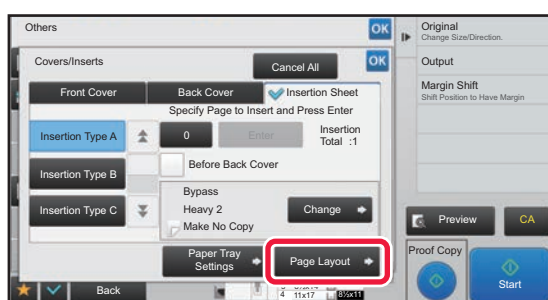 Others
OK
Original
Change Size/Direction.
Covers/Inserts
Cancel All
OK
Output
Front Cover
Back Cover
Insertion Sheet
Margin Shift
Shift Position to Have Margin
Specify Page to Insert and Press Enter
Insertion Type A
0
Enter
Insertion
Total :1
Before Back Cover
Insertion Type B
Bypass
Insertion Type C
Heavy 2
Change
Make No Copy
Preview
CA
Paper Tray
Settings
Page Layout
Proof Copy
Start
Back
4
11x17
8½x11